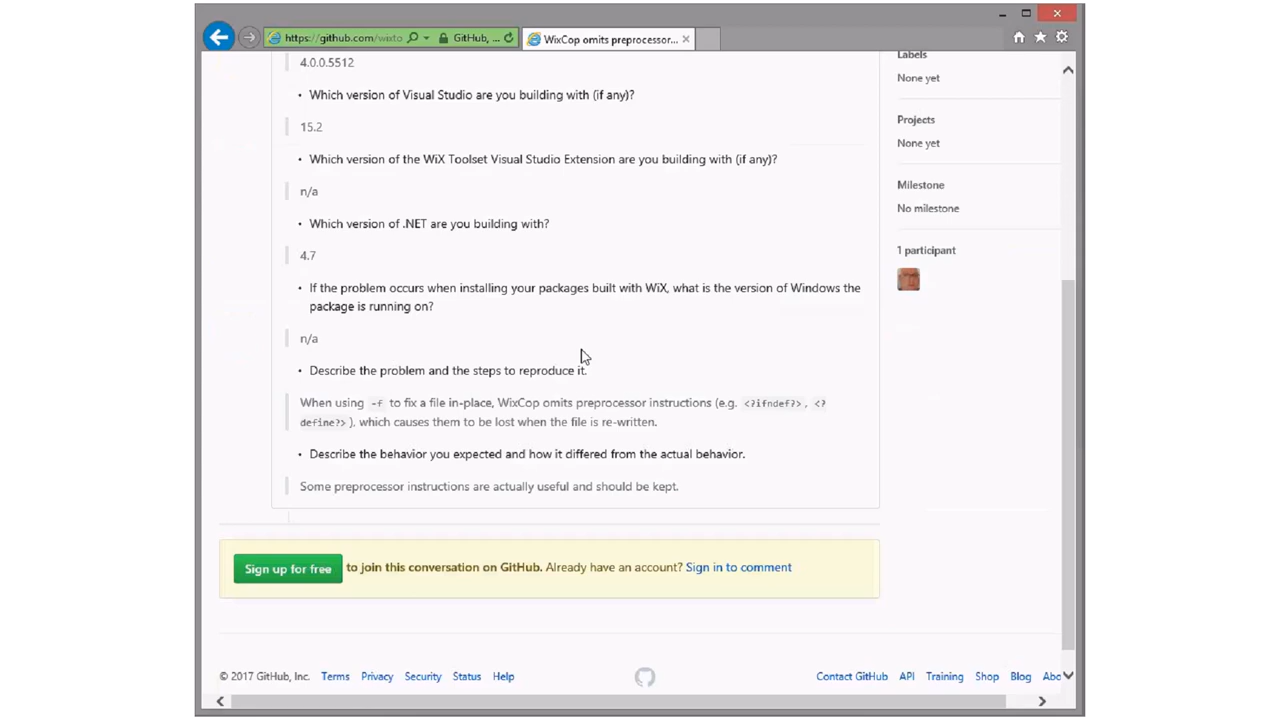 https://github.com/wixto
GitHub, ...
WixCop omits preprocessor...
4.0.0.5512
• Which version of Visual Studio are you building with (if any)?
15.2
• Which version of the WiX Toolset Visual Studio Extension are you building with (if any)?
n/a
• Which version of .NET are you building with?
4.7
• If the problem occurs when installing your packages built with WiX, what is the version of Windows the
package is running on?
n/a
• Describe the problem and the steps to reproduce it.
When using -f to fix a file in-place, WixCop omits preprocessor instructions (e.g. <?ifndef?>, <?
define?>), which causes them to be lost when the file is re-written.
• Describe the behavior you expected and how it differed from the actual behavior.
Some preprocessor instructions are actually useful and should be kept.
Labels
None yet
Projects
None yet
Milestone
No milestone
1 participant
Sign up for free to join this conversation on GitHub. Already have an account? Sign in to comment
© 2017 GitHub, Inc. Terms Privacy Security Status Help
Contact GitHub API Training Shop Blog Abo